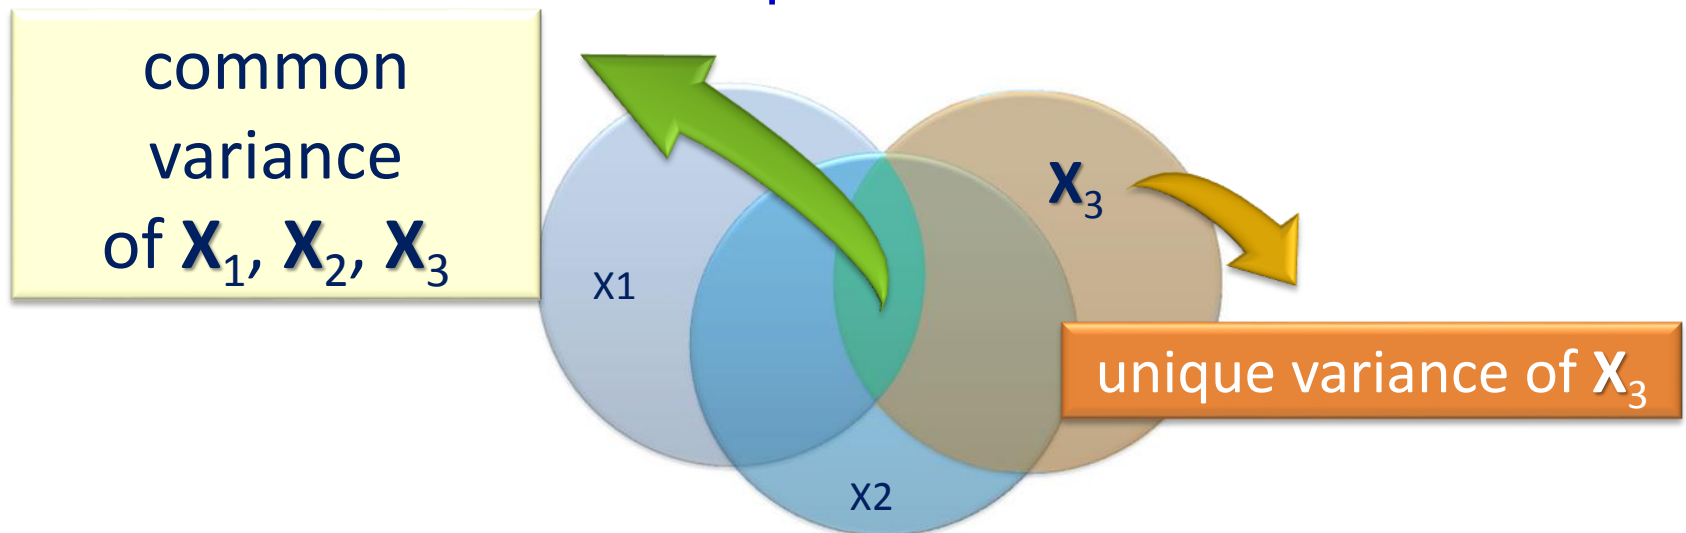 common
variance
of X₁, X₂, X₃
X₃
X1
unique variance of X₃
X2